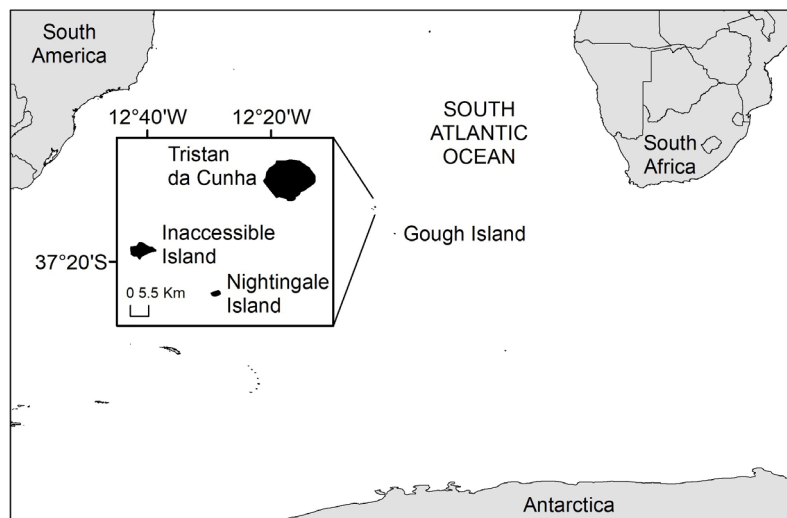 South
America
12°40'W
12°20'W
SOUTH
ATLANTIC
OCEAN
South
Africa
Tristan
da Cunha
Inaccessible
Island
Gough Island
37°20'S
Nightingale
Island
0 5.5 Km
Antarctica